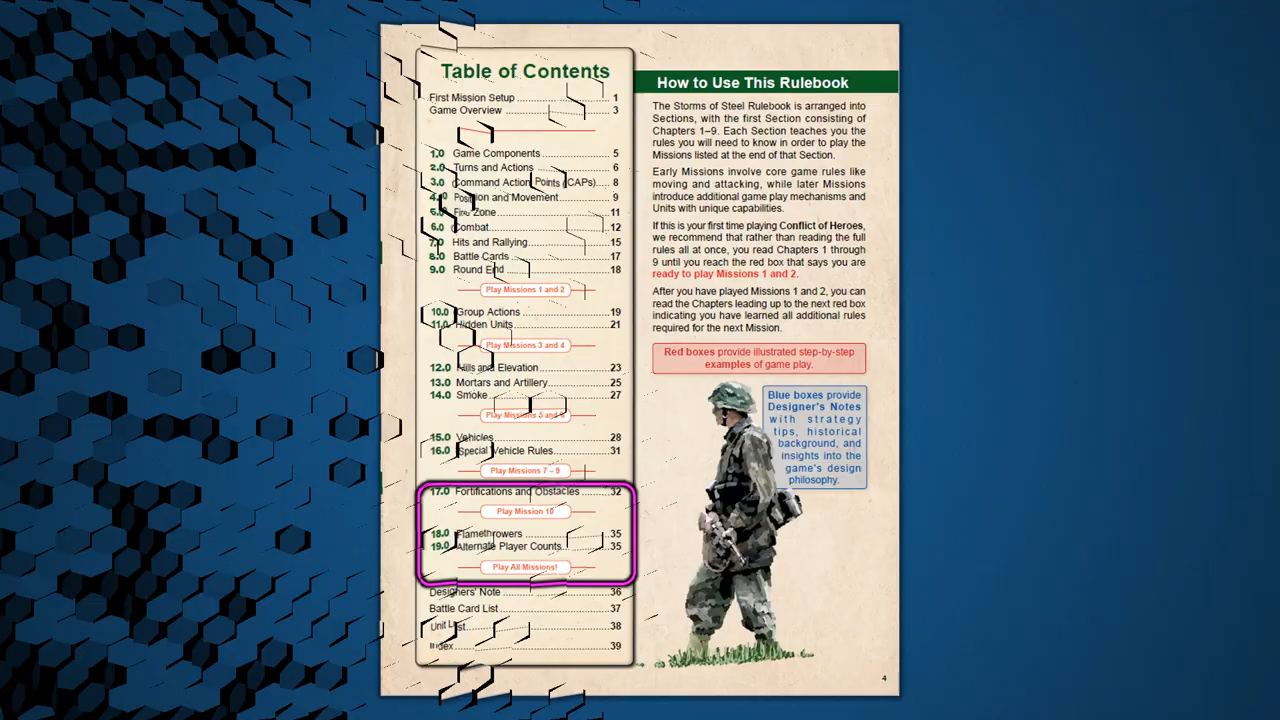 Table of Contents
First Mission Setup 1
Game Overview 3
1.0 Game Components 5
2.0 Turns and Actions 6
3.0 Command Action Points (CAPs) 8
4.0 Position and Movement 9
5.0 Fire Zone 11
6.0 Combat 12
7.0 Hits and Rallying 15
8.0 Battle Cards 17
9.0 Round End 18
Play Missions 1 and 2
10.0 Group Actions 19
11.0 Hidden Units 21
Play Missions 3 and 4
12.0 Hills and Elevation 23
13.0 Mortars and Artillery 25
14.0 Smoke 27
Play Missions 5 and 6
15.0 Vehicles 28
16.0 Special Vehicle Rules 31
Play Missions 7 – 9
17.0 Fortifications and Obstacles 32
Play Mission 10
18.0 Flamethrowers 35
19.0 Alternate Player Counts 35
Play All Missions!
Designers' Note 36
Battle Card List 37
Unit List 38
Index 39
How to Use This Rulebook
The Storms of Steel Rulebook is arranged into
Sections, with the first Section consisting of
Chapters 1–9. Each Section teaches you the
rules you will need to know in order to play the
Missions listed at the end of that Section.
Early Missions involve core game rules like
moving and attacking, while later Missions
introduce additional game play mechanisms and
Units with unique capabilities.
If this is your first time playing Conflict of Heroes,
we recommend that rather than reading the full
rules all at once, you read Chapters 1 through
9 until you reach the red box that says you are
ready to play Missions 1 and 2.
After you have played Missions 1 and 2, you can
read the Chapters leading up to the next red box
indicating you have learned all additional rules
required for the next Mission.
Red boxes provide illustrated step-by-step
examples of game play.
Blue boxes provide
Designer's Notes
with strategy
tips, historical
background, and
insights into the
game's design
philosophy.
4